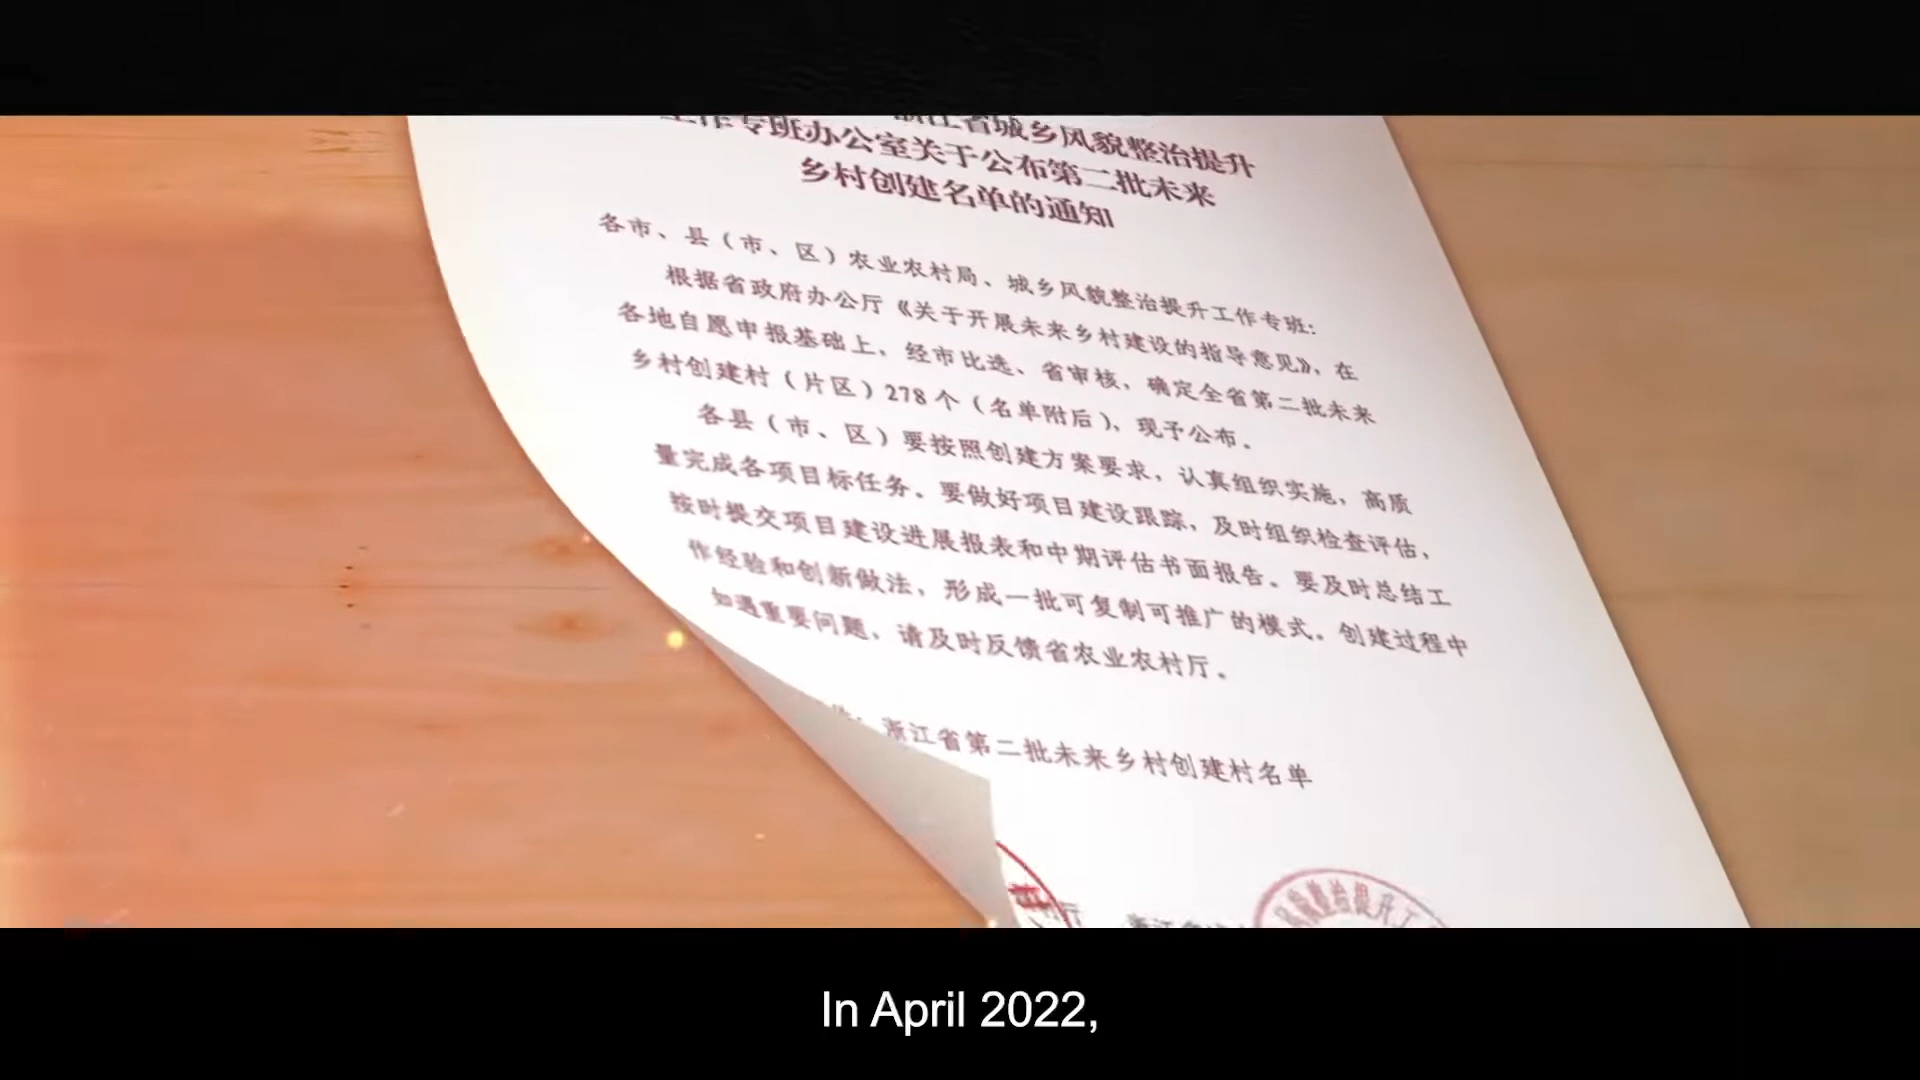 浙江省城乡风貌整治提升
工作专班办公室关于公布第二批未来
乡村创建名单的通知
各市、县（市、区）农业农村局、城乡风貌整治提升工作专班：
根据省政府办公厅《关于开展未来乡村建设的指导意见》，在
各地自愿申报基础上，经市比选、省审核，确定全省第二批未来
乡村创建村（片区）278个（名单附后），现予公布。
各县（市、区）要按照创建方案要求，认真组织实施，高质
量完成各项目标任务。要做好项目建设跟踪，及时组织检查评估，
按时提交项目建设进展报表和中期评估书面报告。要及时总结工
作经验和创新做法，形成一批可复制可推广的模式。创建过程中
如遇重要问题，请及时反馈省农业农村厅。
浙江省第二批未来乡村创建村名单
风貌整治提升工
In April 2022,